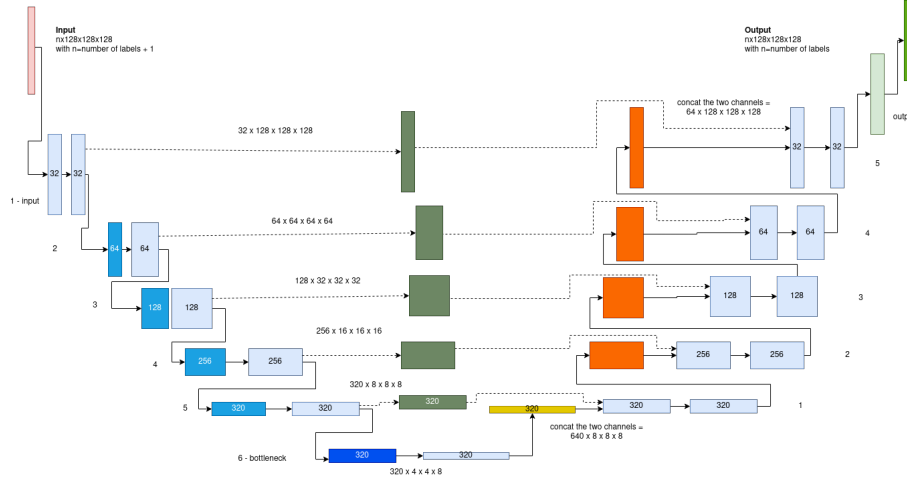 Input
nx128x128x128
with n=number of labels + 1
Output
nx128x128x128
with n=number of labels
concat the two channels =
64 x 128 x 128 x 128
outp
32 x 128 x 128 x 128
32
32
32
32
5
1 - input
64 x 64 x 64 x 64
2
64
64
64
64
4
128 x 32 x 32 x 32
3
128
128
128
128
3
256 x 16 x 16 x 16
4
256
256
256
256
2
320 x 8 x 8 x 8
5
320
320
320
320
320
320
1
concat the two channels =
640 x 8 x 8 x 8
6 - bottleneck
320
320
320 x 4 x 4 x 8